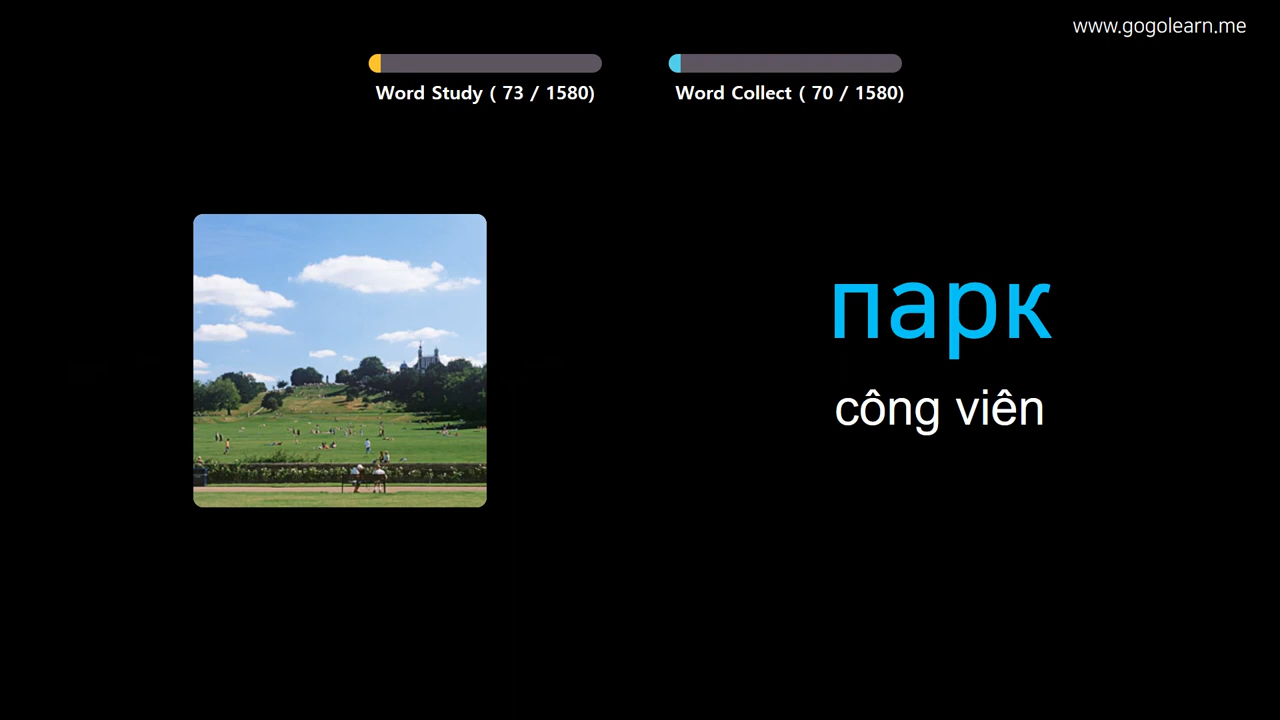 www.gogolearn.me
Word Study ( 73 / 1580)
Word Collect ( 70 / 1580)
парк
công viên